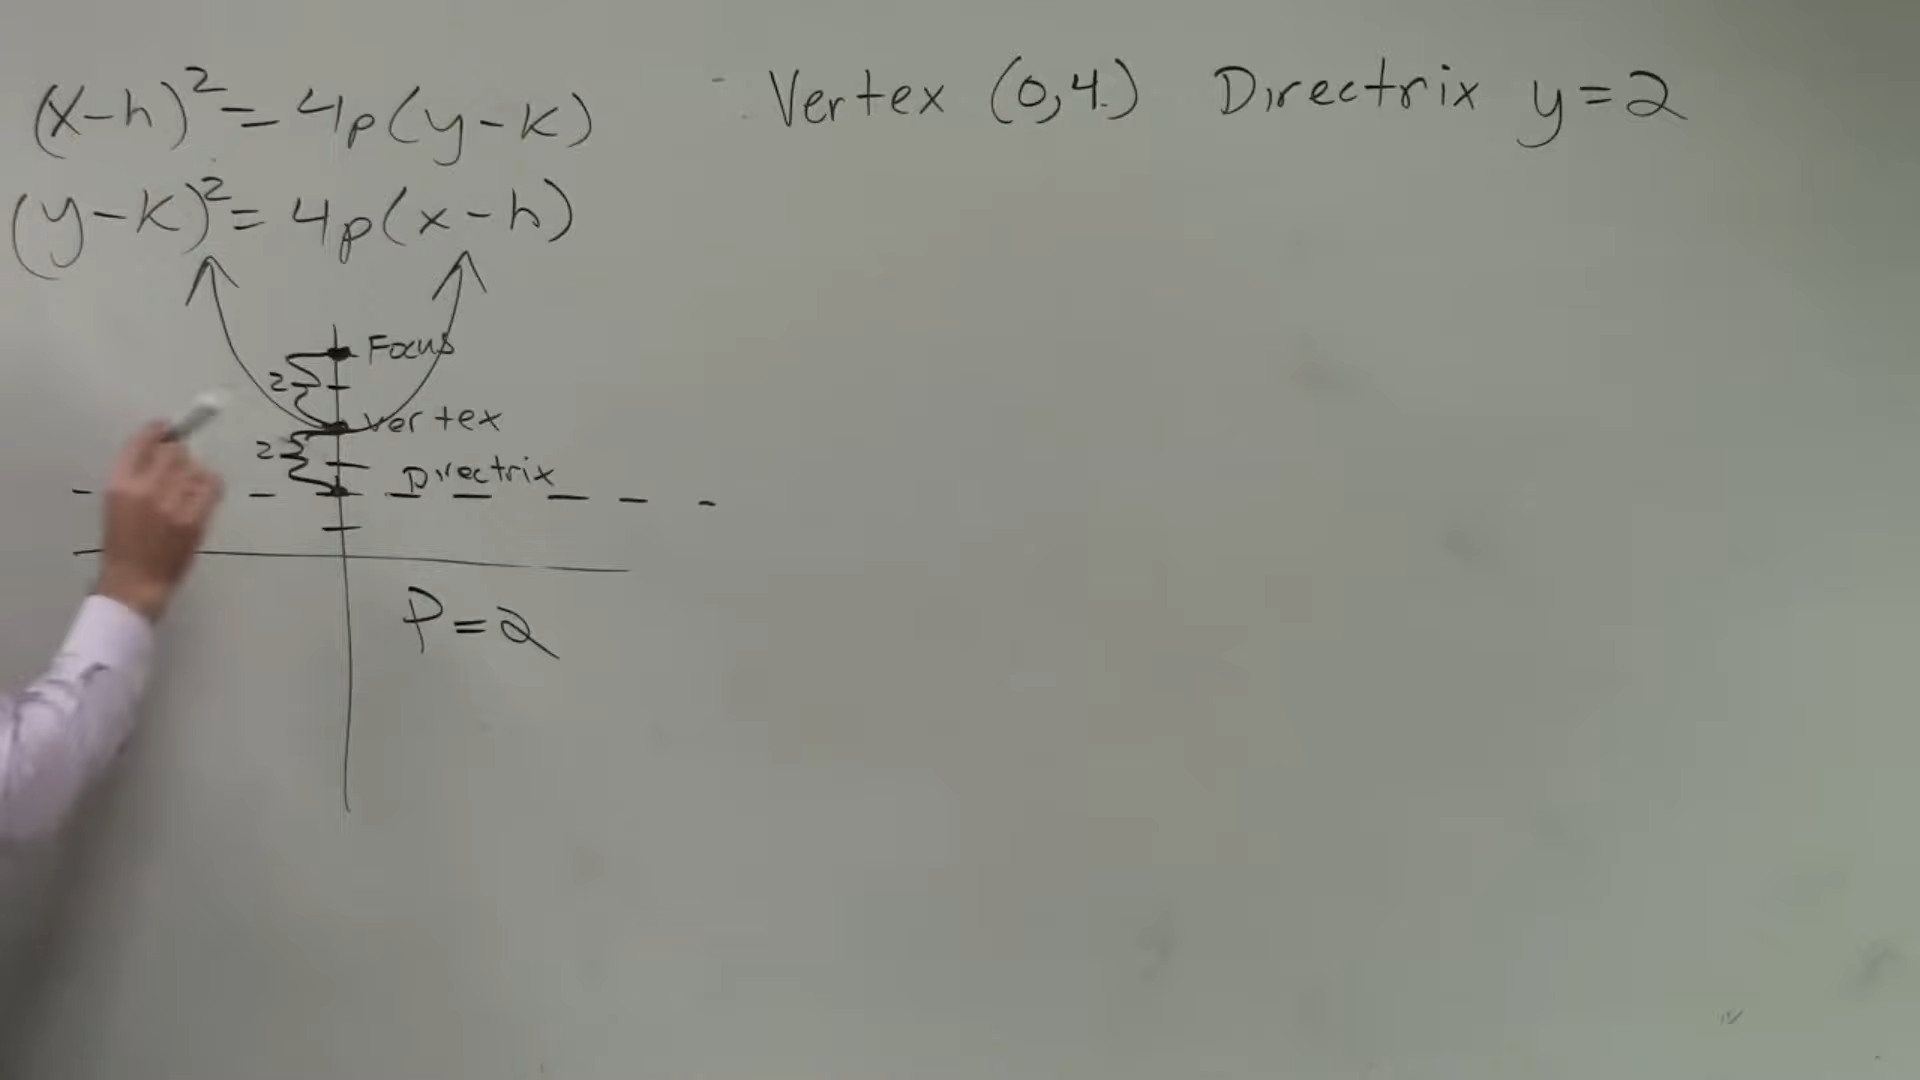 (x-h)²=4p(y-k)
Vertex (0,4) Directrix y=2
(y-k)²=4p(x-h)
Focus
2
Vertex
2
Directrix
P=2